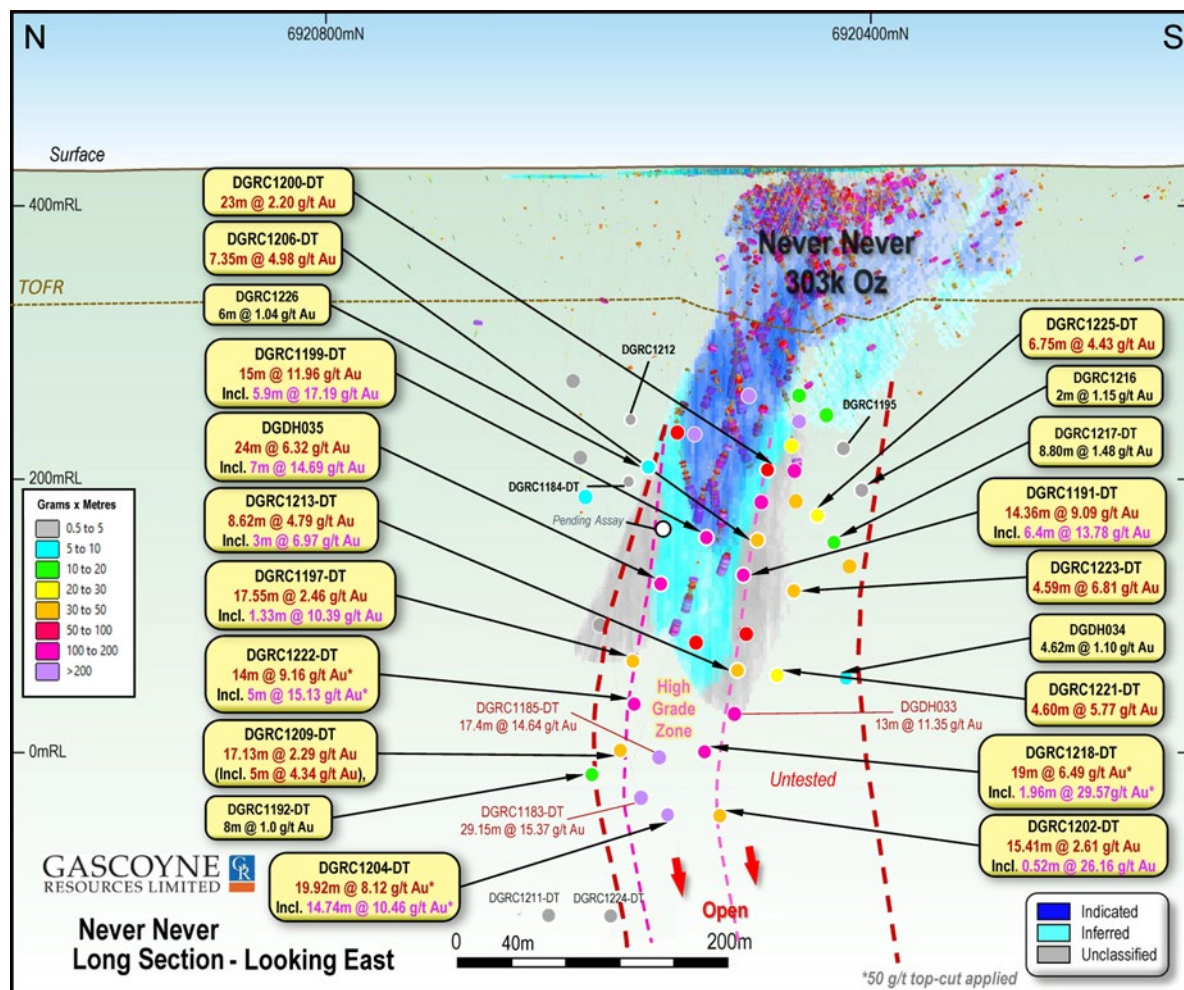 N
6920800mN
6920400mN
S
Surface
400mRL
TOFR
200mRL
0mRL
Never Never
303k Oz
DGRC1200-DT
23m @ 2.20 g/t Au
DGRC1206-DT
7.35m @ 4.98 g/t Au
DGRC1226
6m @ 1.04 g/t Au
DGRC1199-DT
15m @ 11.96 g/t Au
Incl. 5.9m @ 17.19 g/t Au
DGDH035
24m @ 6.32 g/t Au
Incl. 7m @ 14.69 g/t Au
DGRC1213-DT
8.62m @ 4.79 g/t Au
Incl. 3m @ 6.97 g/t Au
DGRC1197-DT
17.55m @ 2.46 g/t Au
Incl. 1.33m @ 10.39 g/t Au
DGRC1222-DT
14m @ 9.16 g/t Au*
Incl. 5m @ 15.13 g/t Au*
DGRC1209-DT
17.13m @ 2.29 g/t Au
(Incl. 5m @ 4.34 g/t Au),
DGRC1192-DT
8m @ 1.0 g/t Au
DGRC1204-DT
19.92m @ 8.12 g/t Au*
Incl. 14.74m @ 10.46 g/t Au*
Grams x Metres
0.5 to 5
5 to 10
10 to 20
20 to 30
30 to 50
50 to 100
100 to 200
>200
DGRC1212
DGRC1184-DT
Pending Assay
DGRC1195
High
Grade
Zone
DGRC1185-DT
17.4m @ 14.64 g/t Au
DGRC1183-DT
29.15m @ 15.37 g/t Au
DGDH033
13m @ 11.35 g/t Au
Untested
DGRC1211-DT
DGRC1224-DT
Open
DGRC1225-DT
6.75m @ 4.43 g/t Au
DGRC1216
2m @ 1.15 g/t Au
DGRC1217-DT
8.80m @ 1.48 g/t Au
DGRC1191-DT
14.36m @ 9.09 g/t Au
Incl. 6.4m @ 13.78 g/t Au
DGRC1223-DT
4.59m @ 6.81 g/t Au
DGDH034
4.62m @ 1.10 g/t Au
DGRC1221-DT
4.60m @ 5.77 g/t Au
DGRC1218-DT
19m @ 6.49 g/t Au*
Incl. 1.96m @ 29.57g/t Au*
DGRC1202-DT
15.41m @ 2.61 g/t Au
Incl. 0.52m @ 26.16 g/t Au
GASCOYNE
RESOURCES LIMITED
GR
Never Never
Long Section - Looking East
0 40m 200m
Indicated
Inferred
Unclassified
*50 g/t top-cut applied